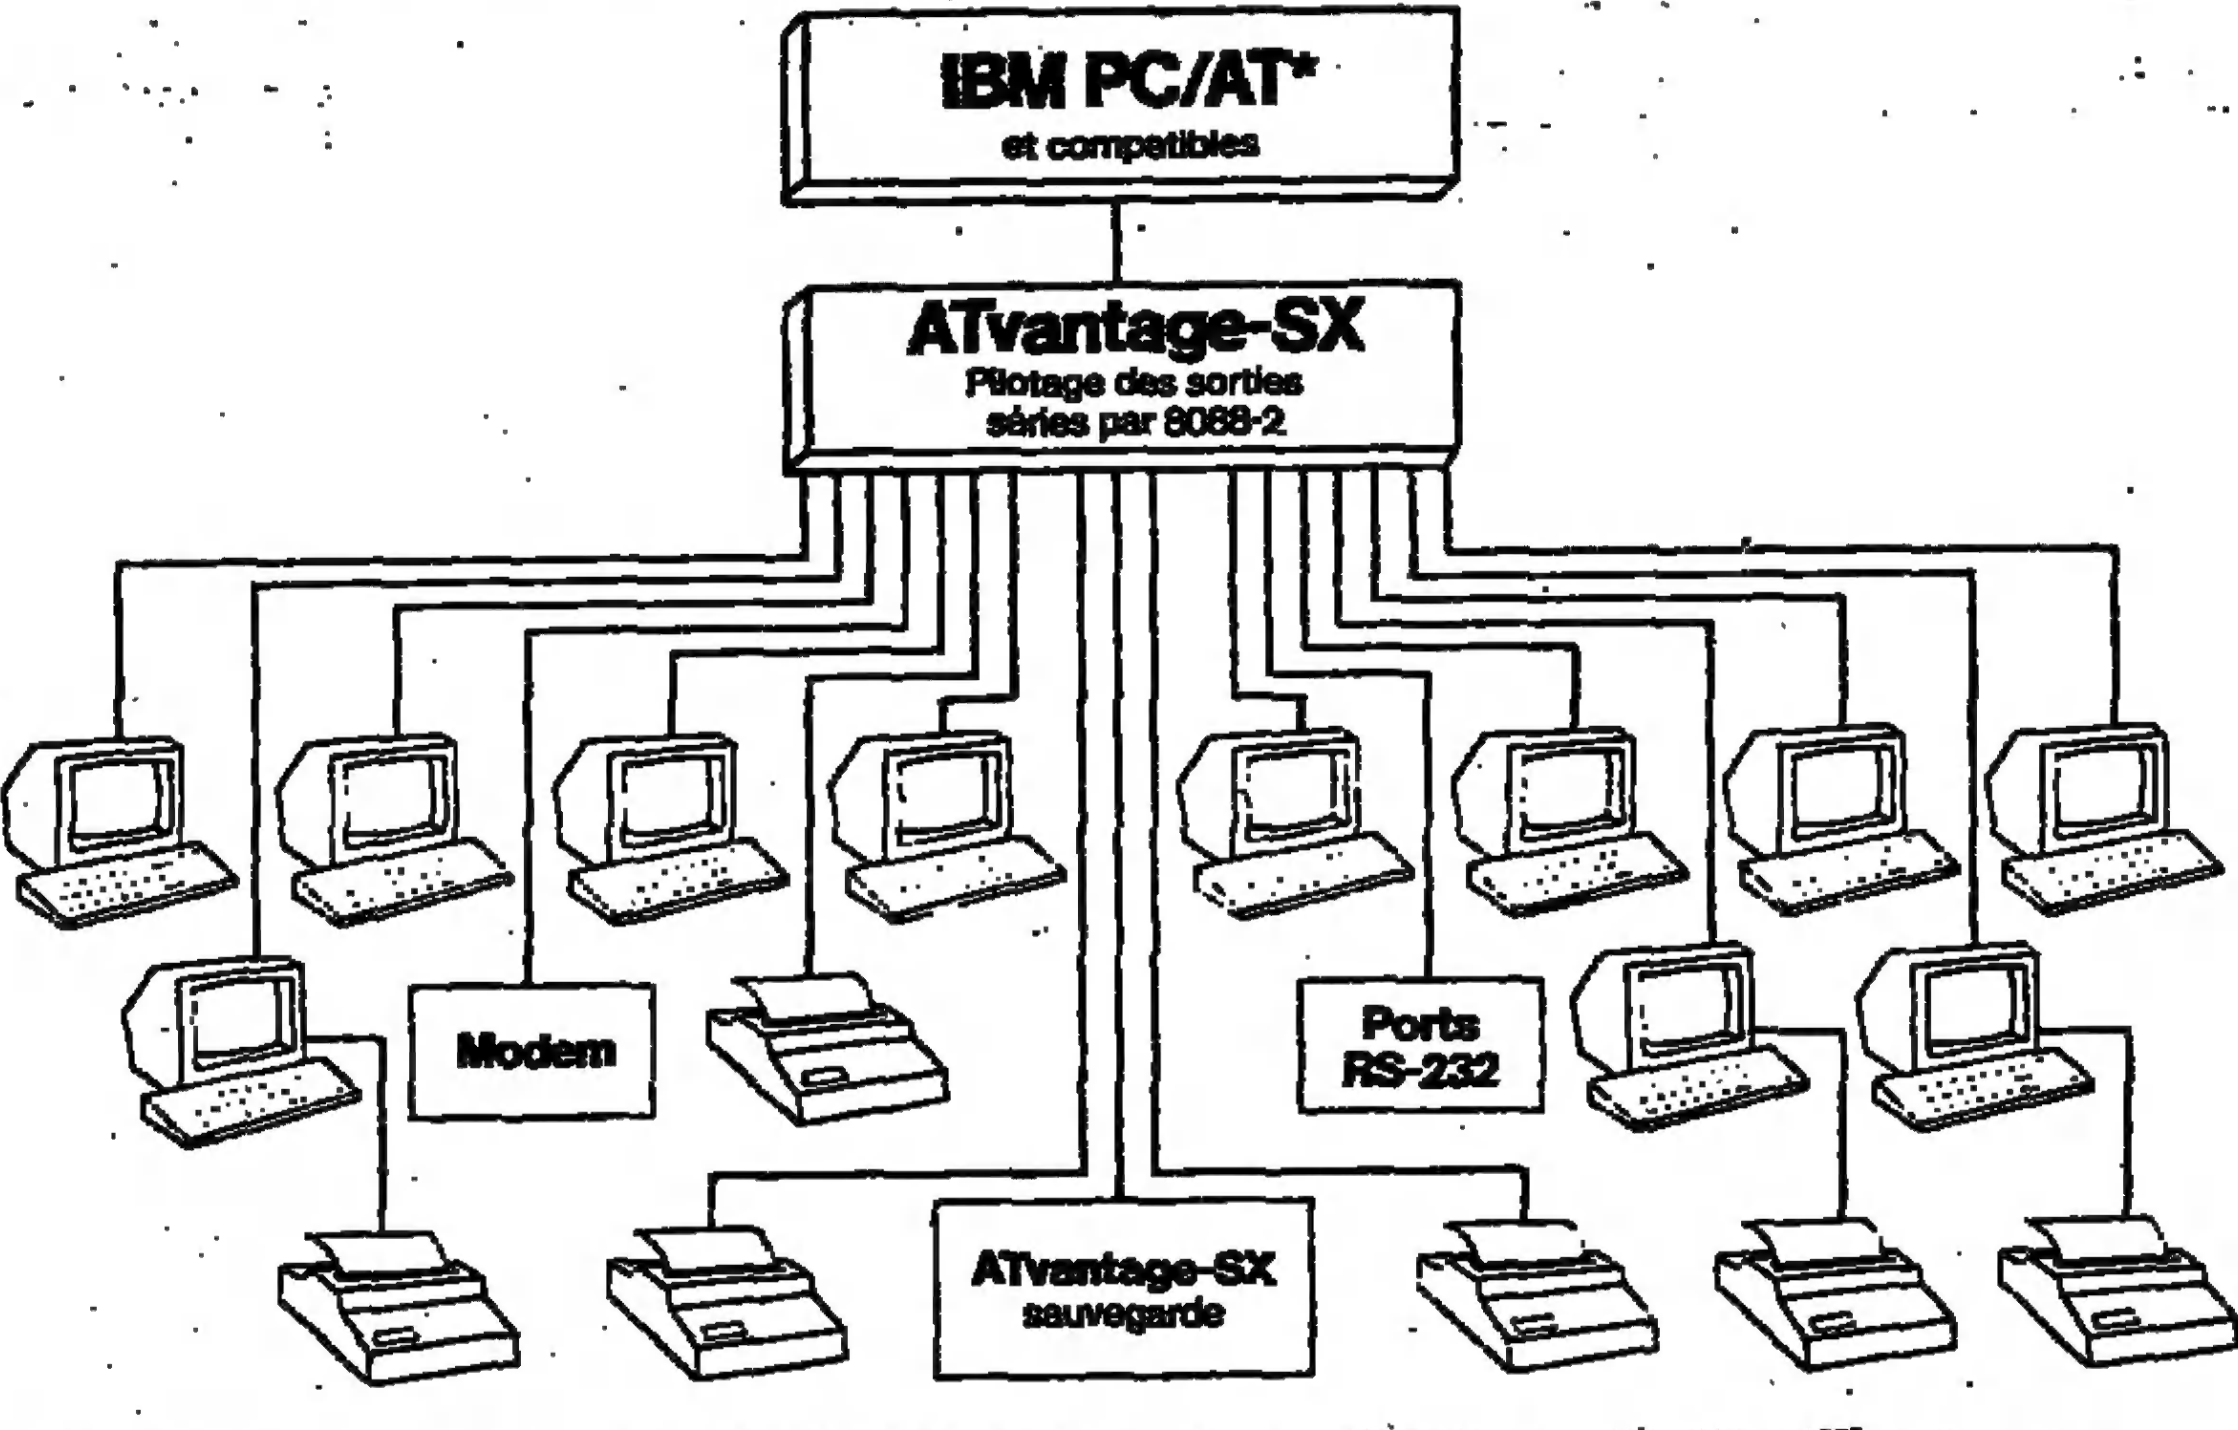 IBM PC/AT*
et compatibles
ATvantage-SX
Pilotage des sorties
séries par 8088-2
Modem
Ports
RS-232
ATvantage-SX
sauvegarde